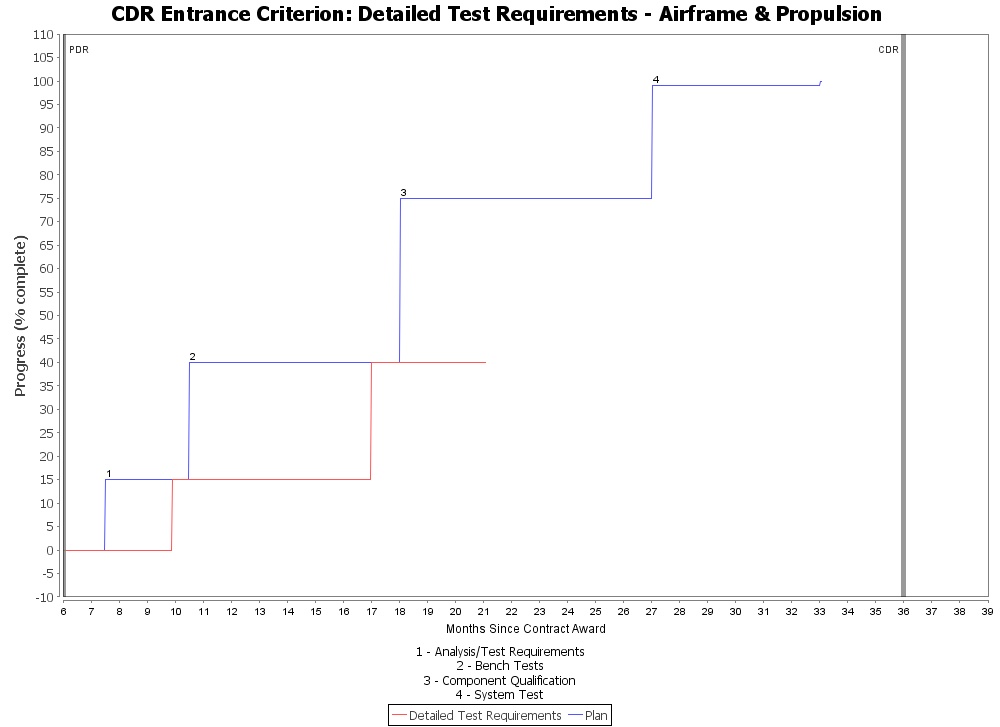 CDR Entrance Criterion: Detailed Test Requirements - Airframe & Propulsion
110
105
100
95
90
85
80
75
70
65
60
55
50
45
40
35
30
25
20
15
10
5
0
-5
-10
Progress (% complete)
PDR
CDR
1
2
3
4
6 7 8 9 10 11 12 13 14 15 16 17 18 19 20 21 22 23 24 25 26 27 28 29 30 31 32 33 34 35 36 37 38 39
Months Since Contract Award
1 - Analysis/Test Requirements
2 - Bench Tests
3 - Component Qualification
4 - System Test
Detailed Test Requirements Plan